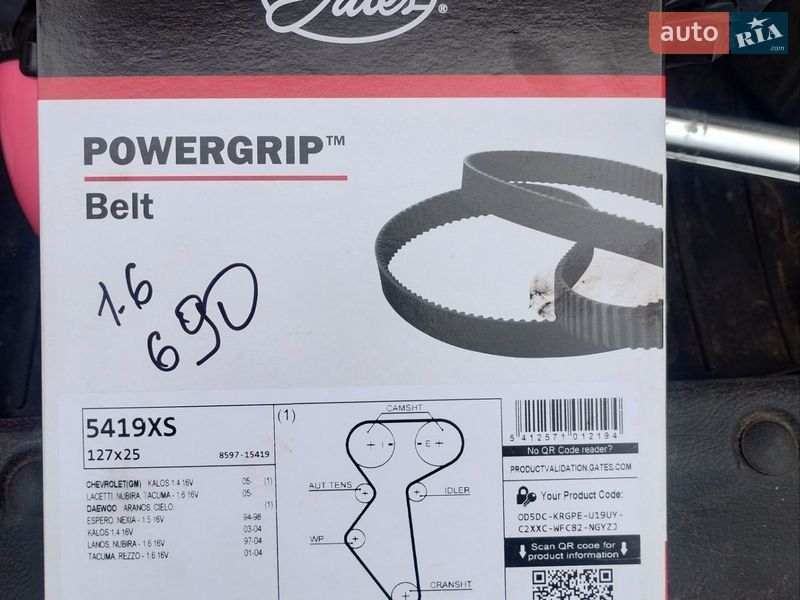 Gates®
auto RIA.com
POWERGRIP™
Belt
1.6
690
5419XS
127x25 8597-15419
CHEVROLET(GM) KALOS 1.4 16V 05- (1)
LACETTI, NUBIRA, TACUMA - 1.6 16V 05-
DAEWOO ARANOS, CIELO, (1)
ESPERO, NEXIA - 1.5 16V 94-98
KALOS 1.4 16V 03-04
LANOS, NUBIRA - 1.6 16V 97-04
TACUMA, REZZO - 1.6 16V 01-04
(1)
CAMSHT
I E
AUT TENS
IDLER
WP
CRANSHT
5 412571 012194
No QR Code reader?
PRODUCTVALIDATION.GATES.COM
Your Product Code:
OD5DC-KRGPE-U19UY-
C2XXC-WFC82-NGYZJ
Scan QR code for
product information